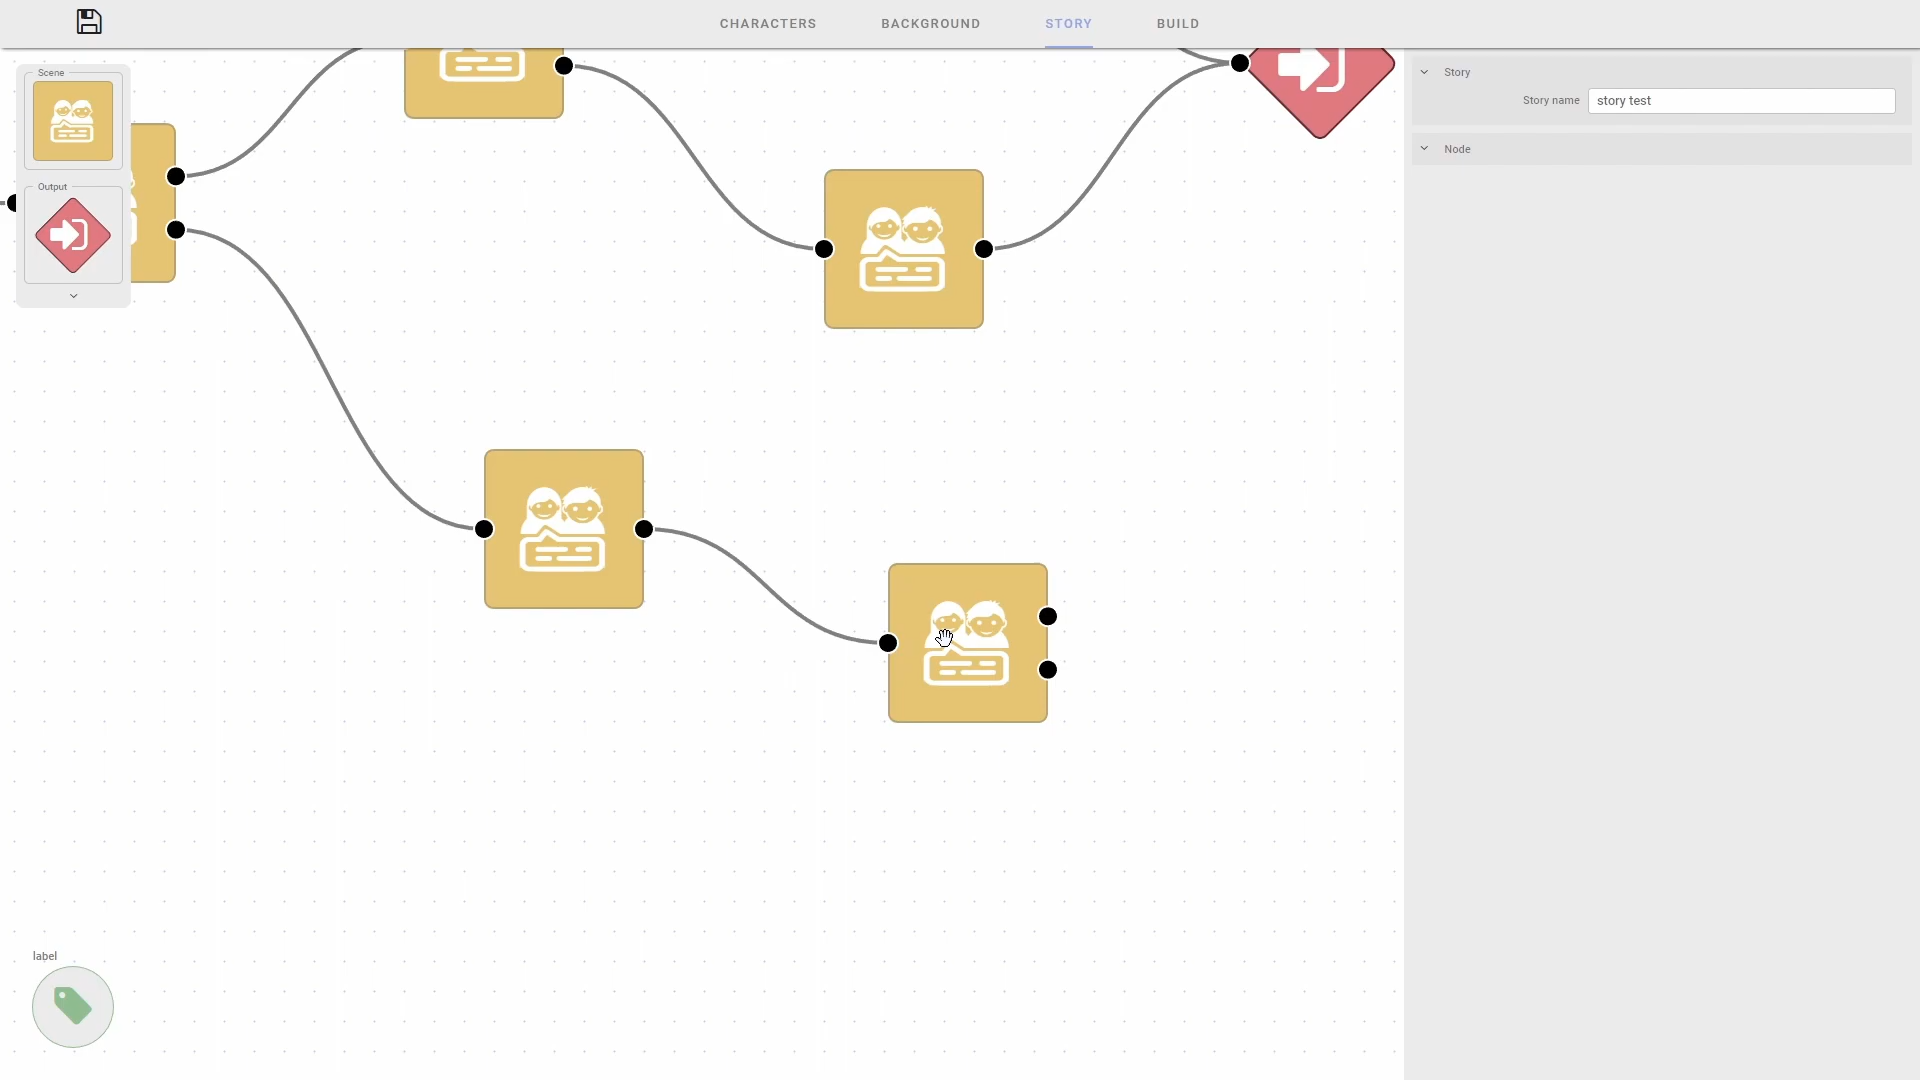 CHARACTERS
BACKGROUND
STORY
BUILD
Scene
Output
label
Story
Story name
story test
Node